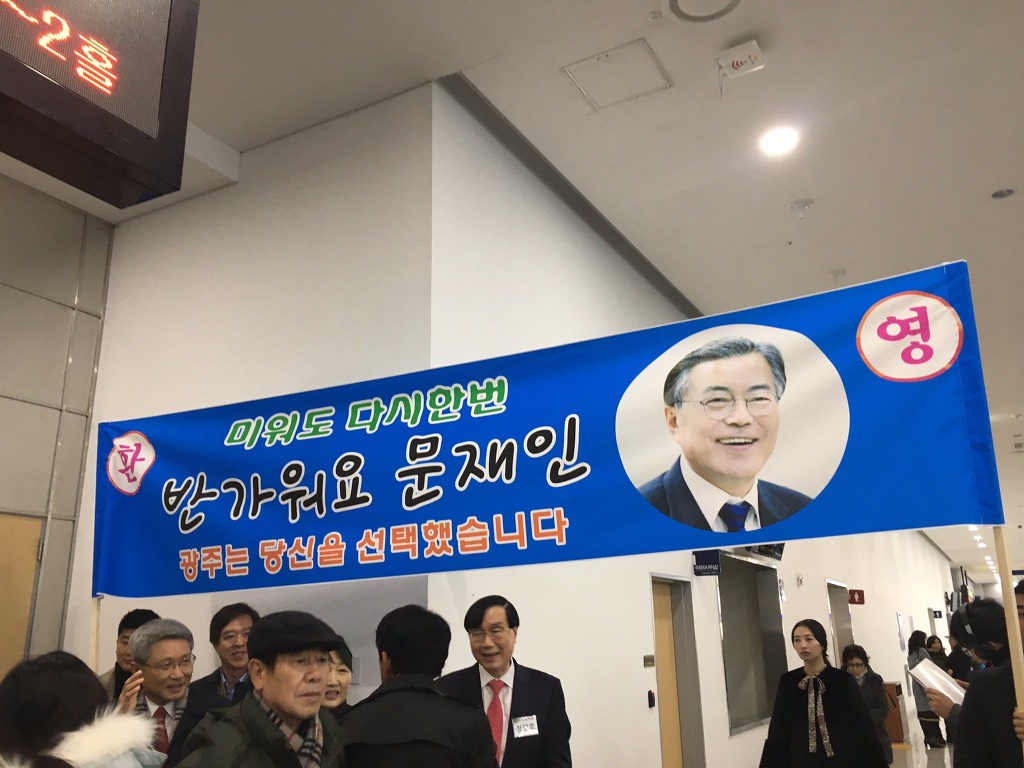 ~2홀
환
미워도 다시한번
반가워요 문재인
광주는 당신을 선택했습니다
영